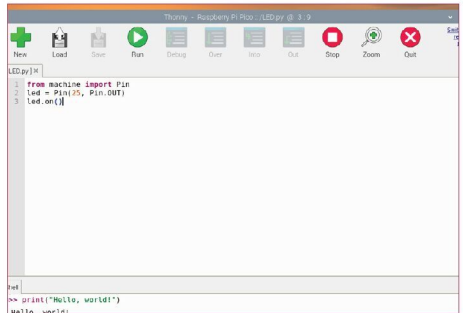 Thonny - Raspberry Pi Pico :: /LED.py @ 3 : 9
New Load Save Run Debug Over Into Out Stop Zoom Quit
LED.py
1 from machine import Pin
2 led = Pin(25, Pin.OUT)
3 led.on()
>> print("Hello, world!")
Hello, world!